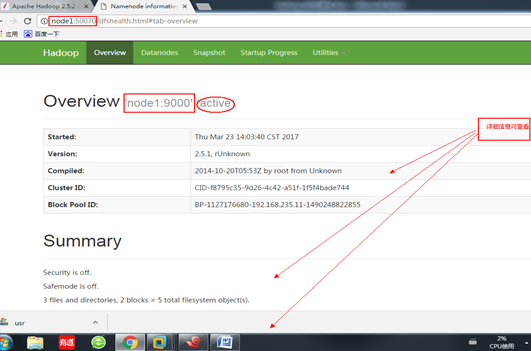 Apache Hadoop 2.5.2
Namenode information
node1:50070/dfshealth.html#tab-overview
应用 百度一下
Hadoop Overview Datanodes Snapshot Startup Progress Utilities
Overview 'node1:9000' (active)
详细信息可查看
Started: Thu Mar 23 14:03:40 CST 2017
Version: 2.5.1, rUnknown
Compiled: 2014-10-20T05:53Z by root from Unknown
Cluster ID: CID-f8795c35-9d26-4c42-a51f-1f5f4bade744
Block Pool ID: BP-1127176680-192.168.235.11-1490248822855
Summary
Security is off.
Safemode is off.
3 files and directories, 2 blocks = 5 total filesystem object(s).
usr
有道
2%
CPU使用